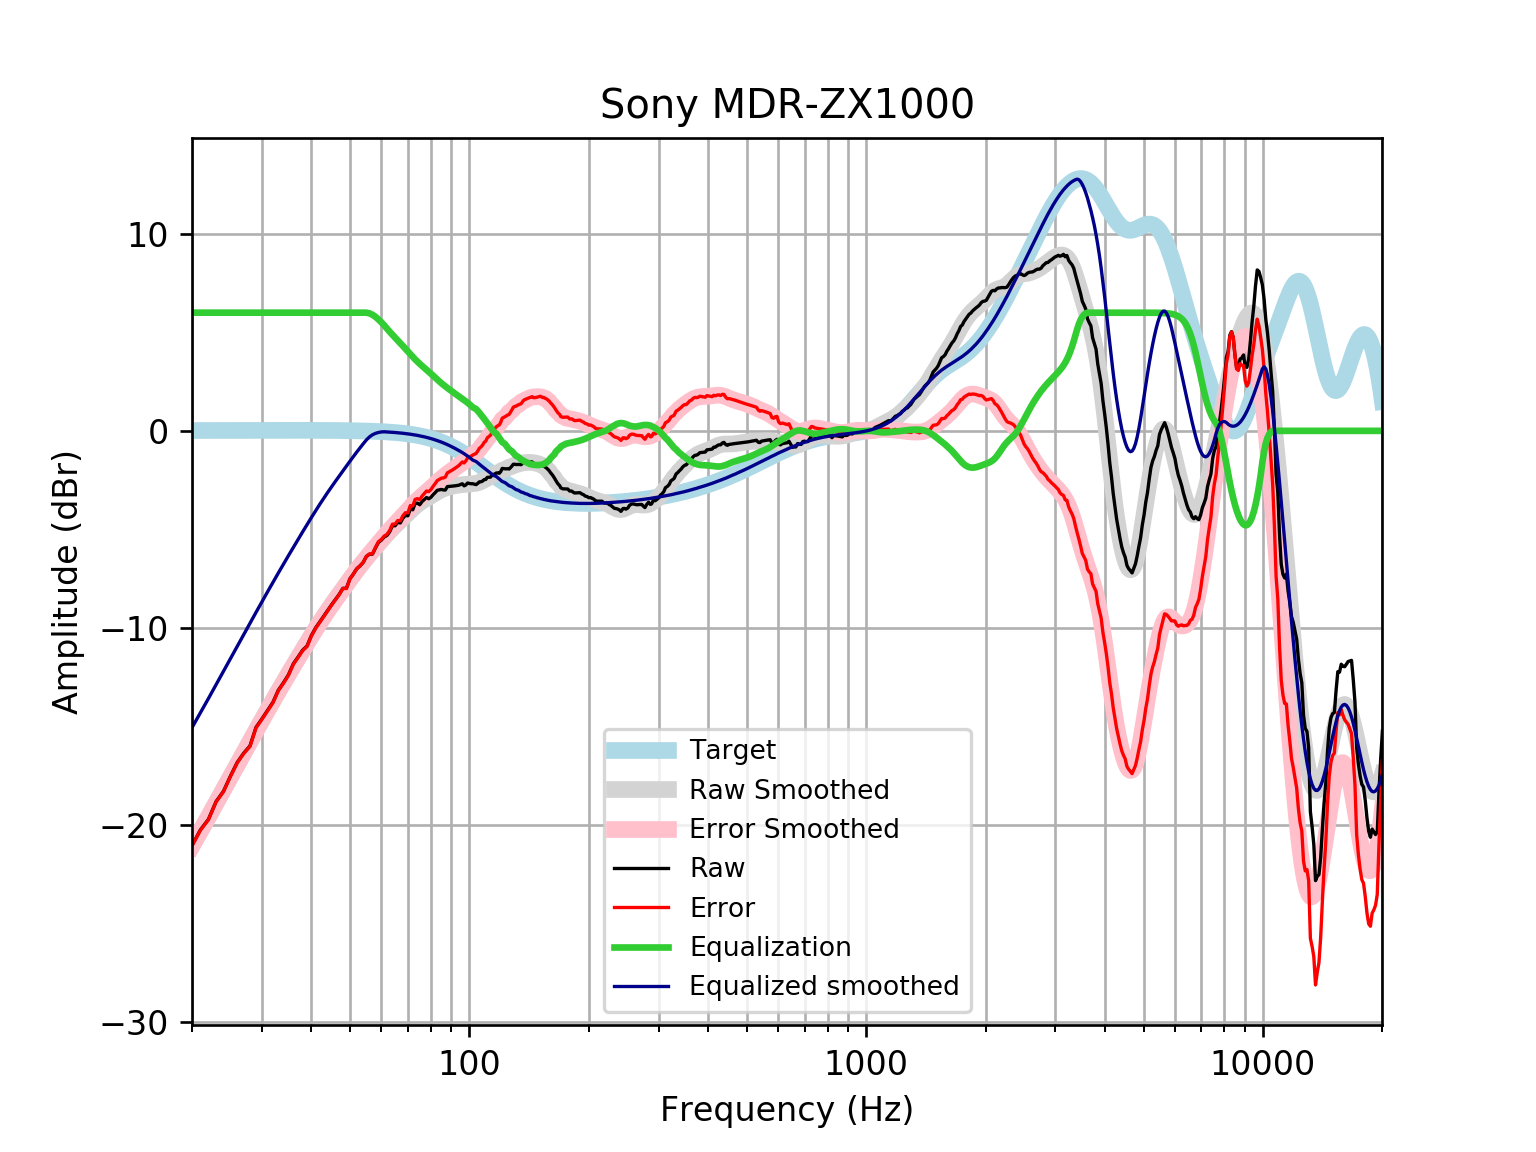 Sony MDR-ZX1000
10
0
−10
−20
−30
Amplitude (dBr)
Target
Raw Smoothed
Error Smoothed
Raw
Error
Equalization
Equalized smoothed
100
1000
10000
Frequency (Hz)